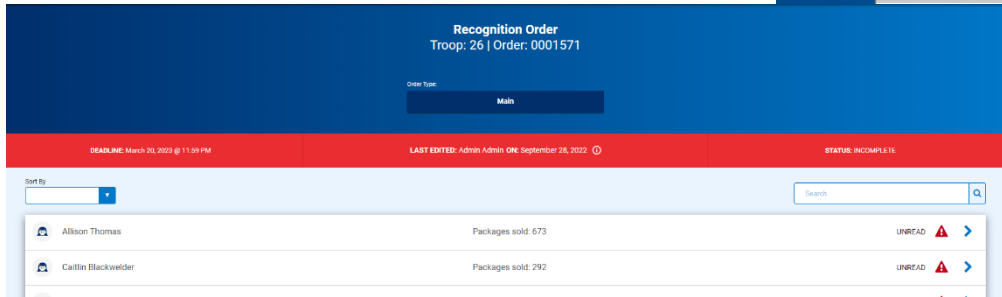 Recognition Order
Troop: 26 | Order: 0001571
Order Type:
Main
DEADLINE: March 20, 2023 @ 11:59 PM
LAST EDITED: Admin Admin ON: September 28, 2022
STATUS: INCOMPLETE
Sort By
Search
Allison Thomas
Packages sold: 673
UNREAD
Caitlin Blackwelder
Packages sold: 292
UNREAD